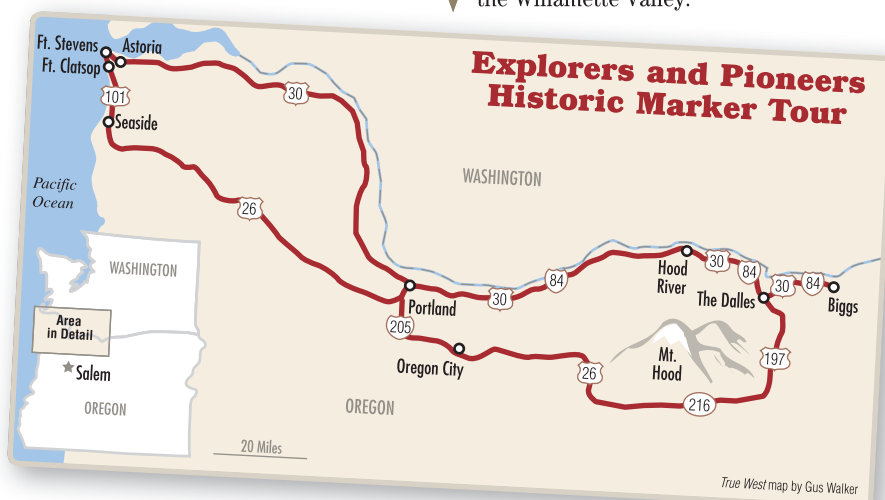 the Willamette Valley.
Explorers and Pioneers
Historic Marker Tour
Ft. Stevens
Astoria
Ft. Clatsop
101
30
Seaside
WASHINGTON
Pacific
Ocean
26
WASHINGTON
Area
in Detail
Salem
OREGON
Portland
30
84
Hood
River
30
84
The Dalles
30
84
Biggs
205
Oregon City
Mt.
Hood
197
26
216
OREGON
20 Miles
True West map by Gus Walker